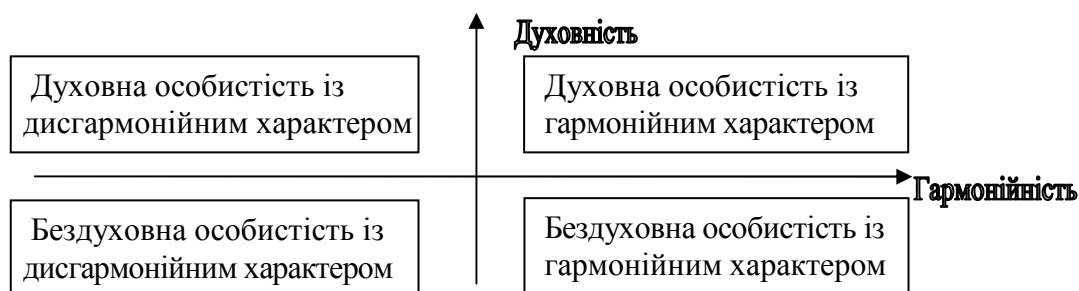 Духовність
Духовна особистість із
дисгармонійним характером
Духовна особистість із
гармонійним характером
Гармонійність
Бездуховна особистість із
дисгармонійним характером
Бездуховна особистість із
гармонійним характером